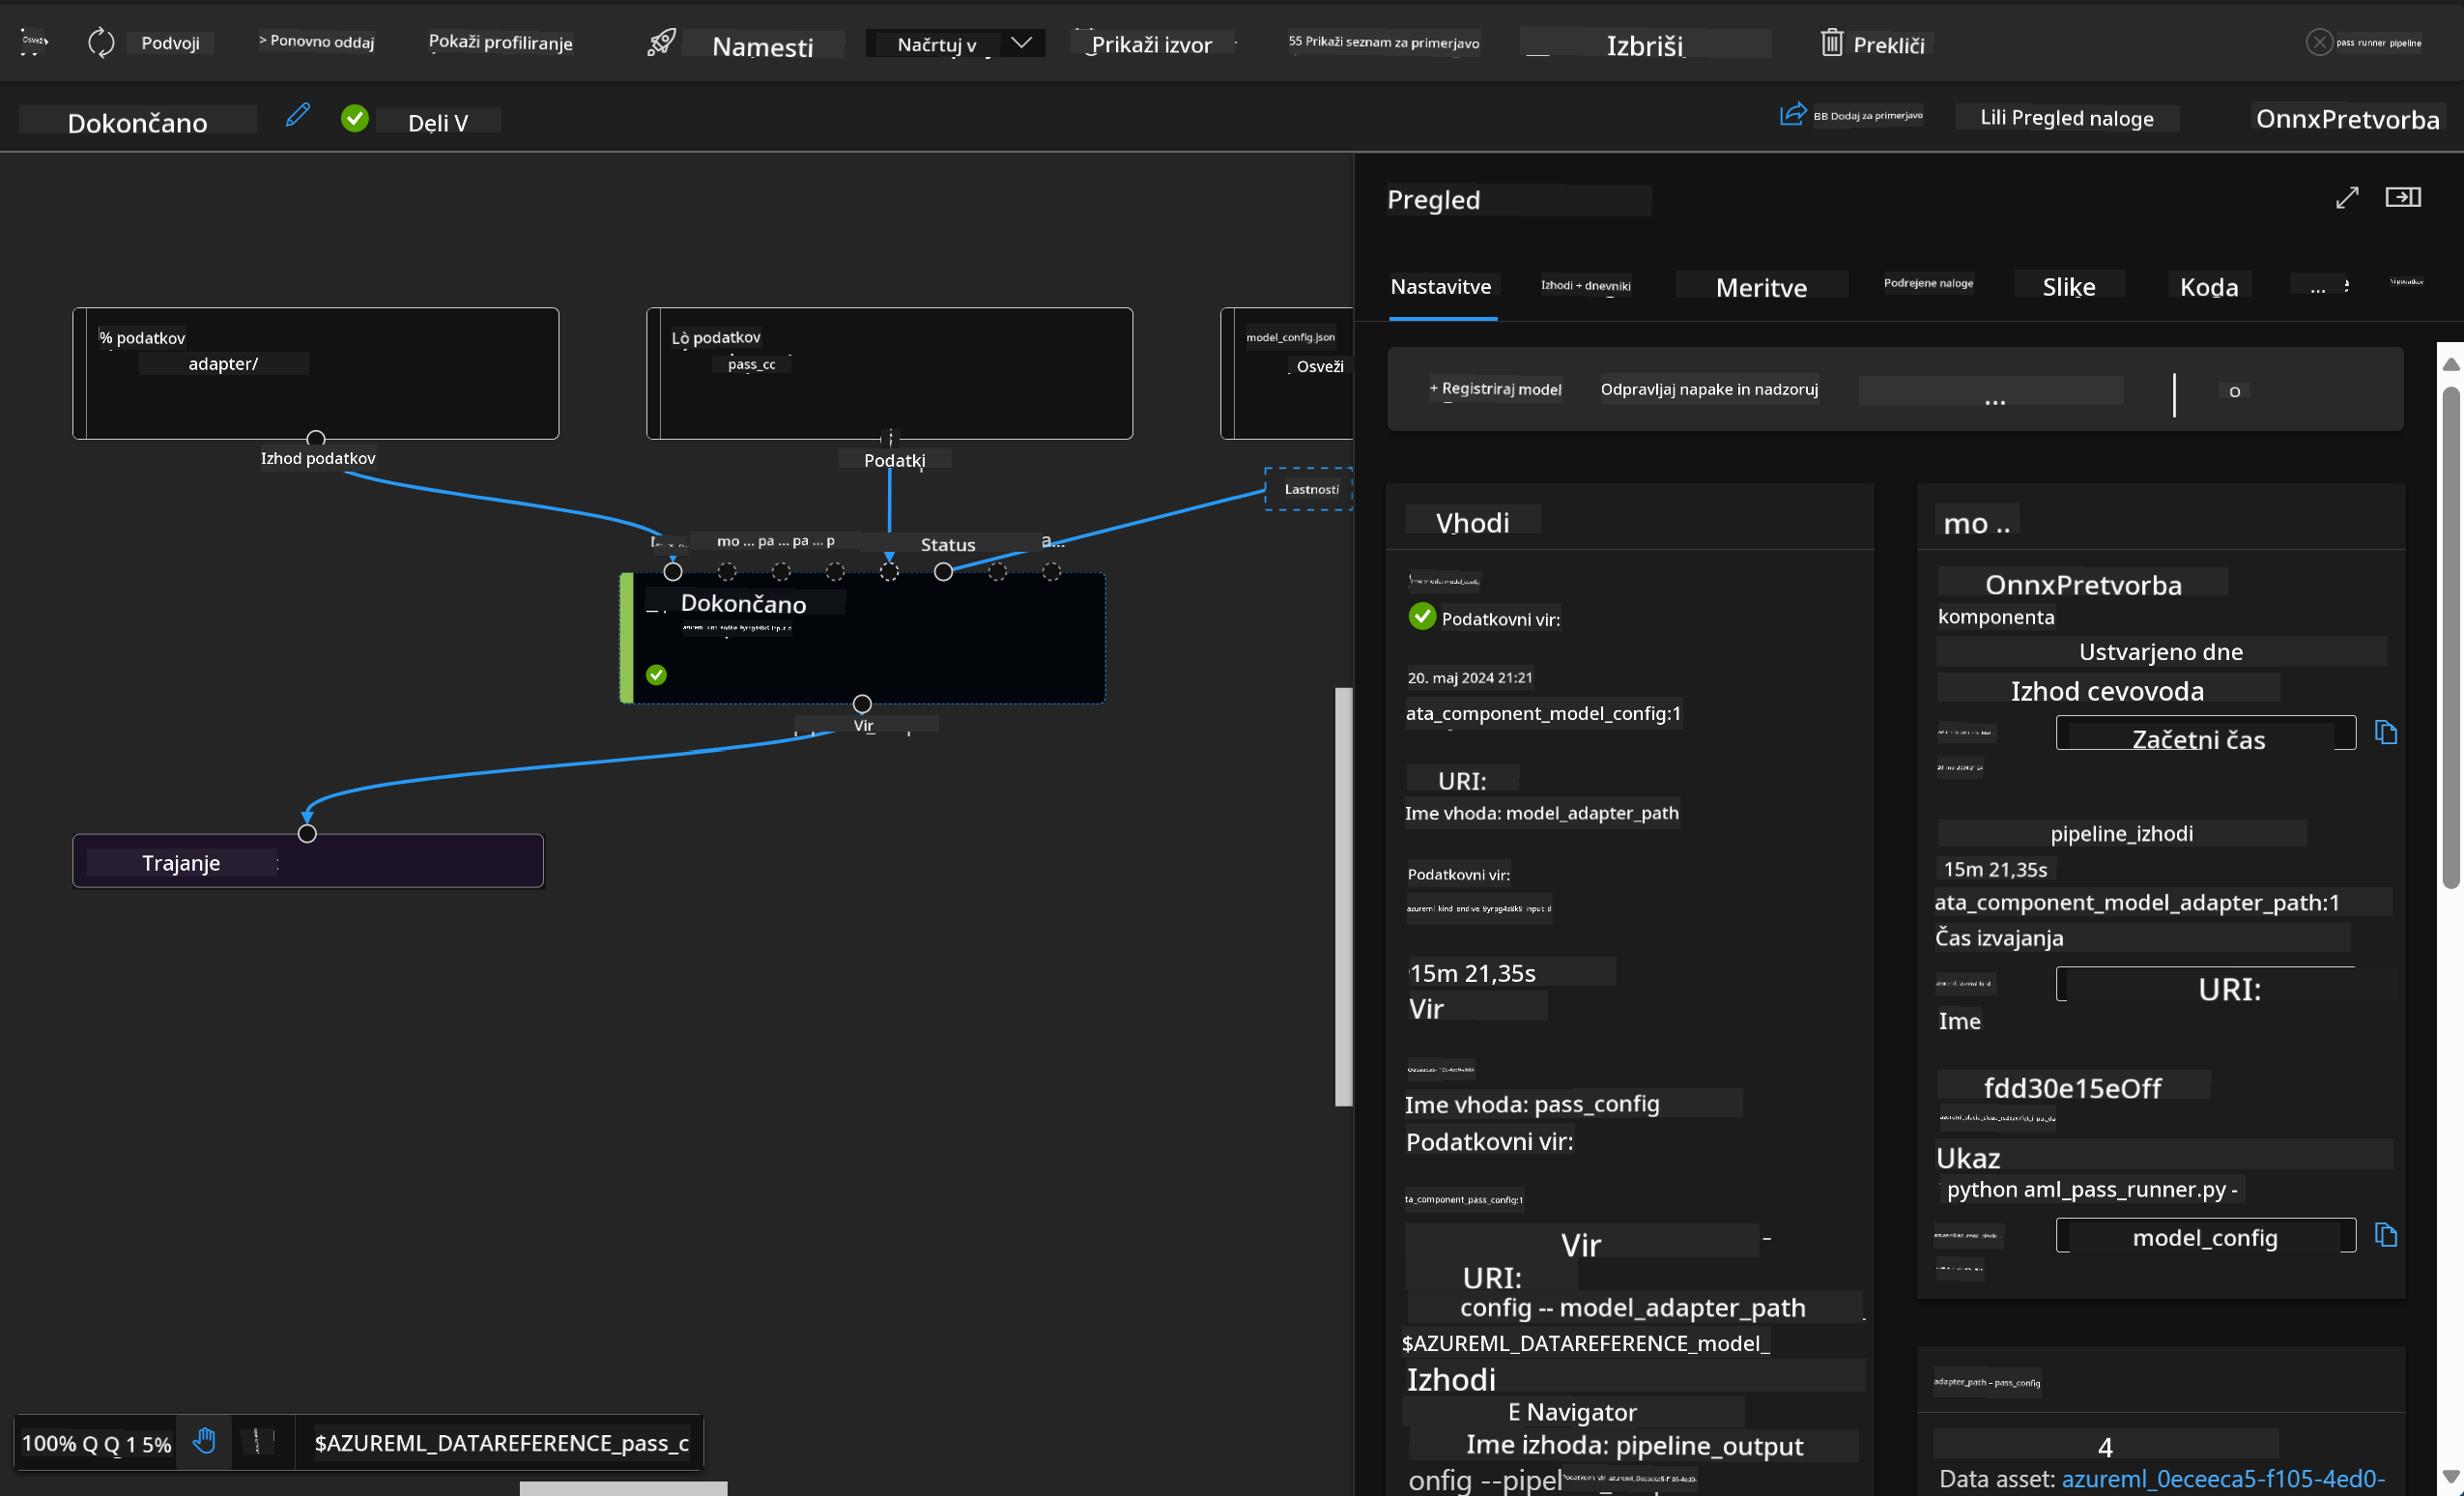 Podvoji
> Ponovno oddaj
Pokaži profiliranje
Namesti
Načrtuj v
Prikaži izvor
55 Prikaži seznam za primerjavo
Izbriši
Prekliči
pass runner pipeline
Dokončano
Deli V
BB Dodaj za primerjavo
Lili Pregled naloge
OnnxPretvorba
% podatkov
adapter/
Izhod podatkov
Lò podatkov
pass_cc
Podatki
model_config.json
Osveži
Lastnosti
mo ... pa ... pa ... p
Status
a...
Dokončano
Vir
Trajanje
100% Q Q 1 5%
$AZUREML_DATAREFERENCE_pass_c
Pregled
Nastavitve
Izhodi + dnevniki
Meritve
Podrejene naloge
Slike
Koda
...
+ Registriraj model
Odpravljaj napake in nadzoruj
...
O
Vhodi
Podatkovni vir:
20. maj 2024 21:21
ata_component_model_config:1
URI:
Ime vhoda: model_adapter_path
Podatkovni vir:
15m 21,35s
Vir
Ime vhoda: pass_config
Podatkovni vir:
ta_component_pass_config:1
Vir
URI:
config -- model_adapter_path
$AZUREML_DATAREFERENCE_model_
Izhodi
E Navigator
Ime izhoda: pipeline_output
onfig --pipel
mo ..
OnnxPretvorba
komponenta
Ustvarjeno dne
Izhod cevovoda
Začetni čas
pipeline_izhodi
15m 21,35s
ata_component_model_adapter_path:1
Čas izvajanja
URI:
Ime
fdd30e15eOff
Ukaz
python aml_pass_runner.py -
model_config
adapter_path – pass_config
4
Data asset: azureml_0eceeca5-f105-4ed0-